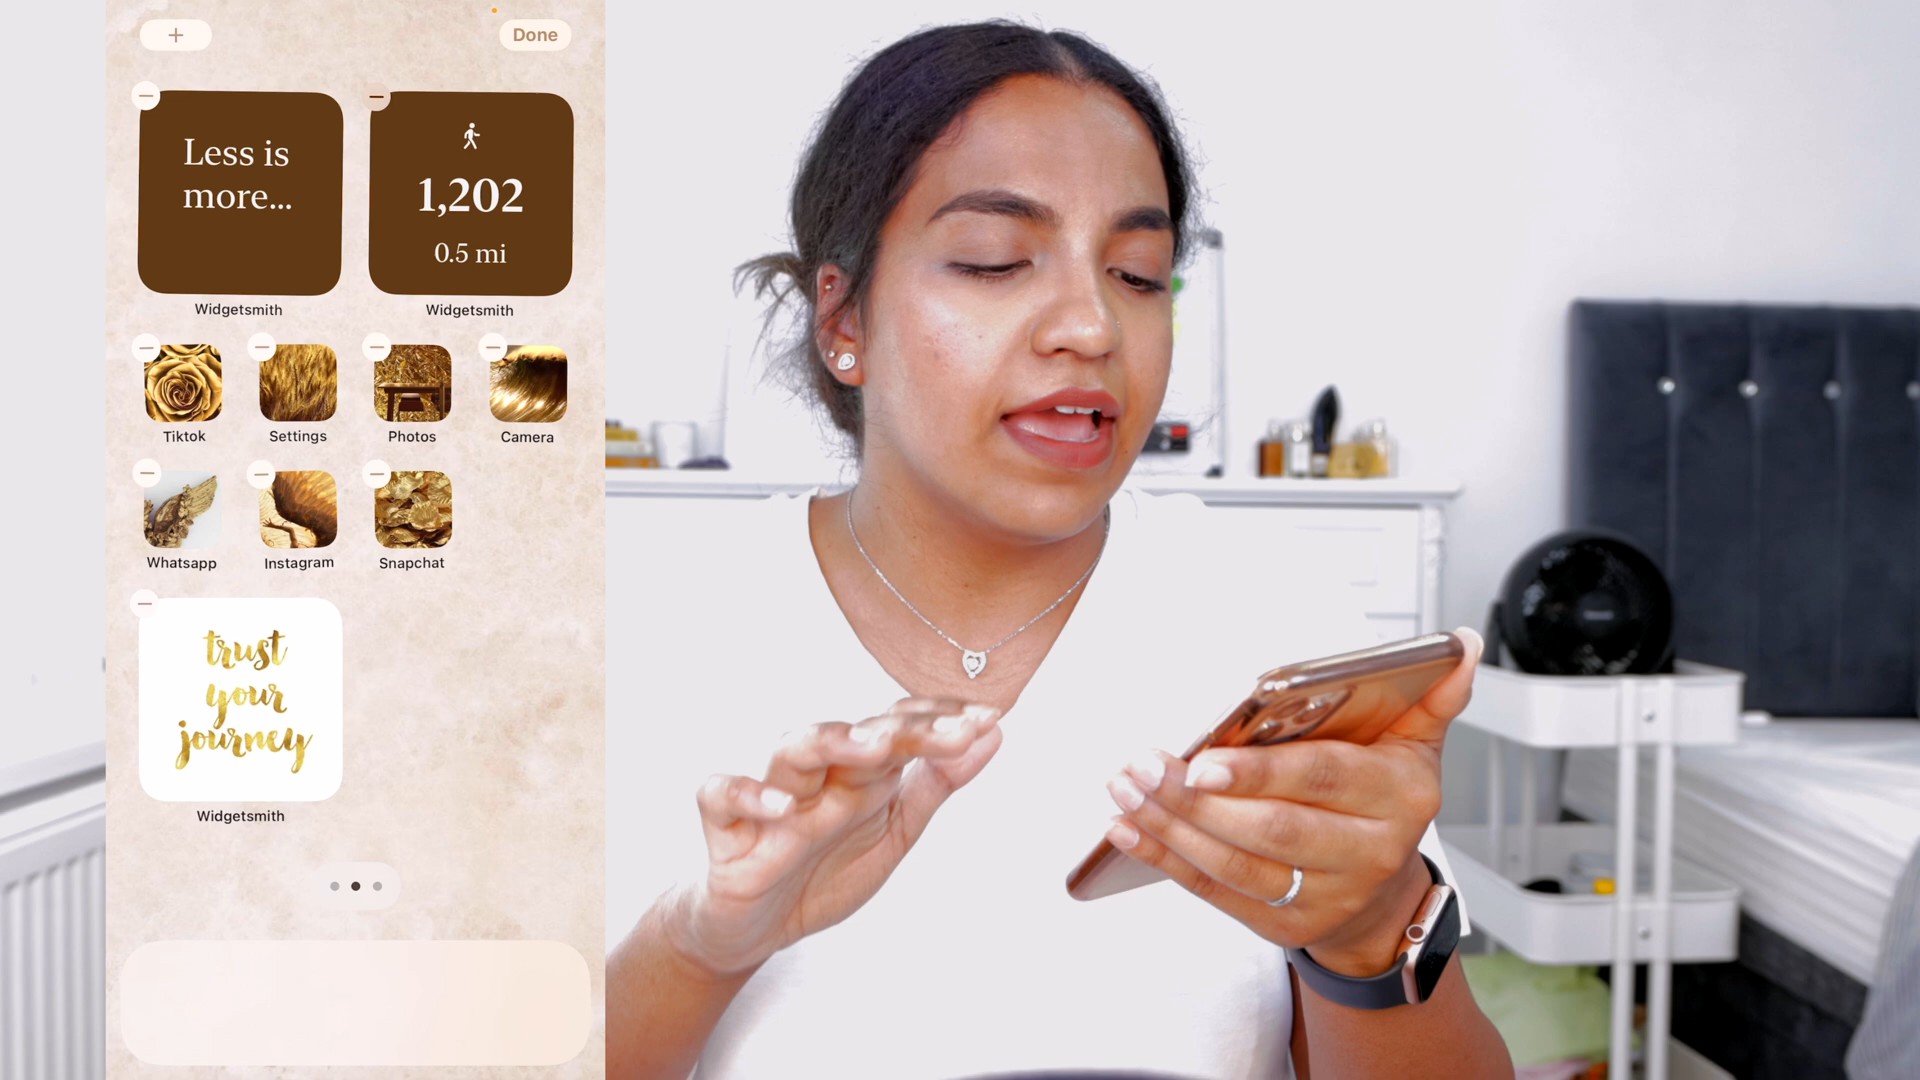 + Done
Less is
more...
1,202
0.5 mi
Widgetsmith Widgetsmith
Tiktok Settings Photos Camera
Whatsapp Instagram Snapchat
trust
your
journey
Widgetsmith